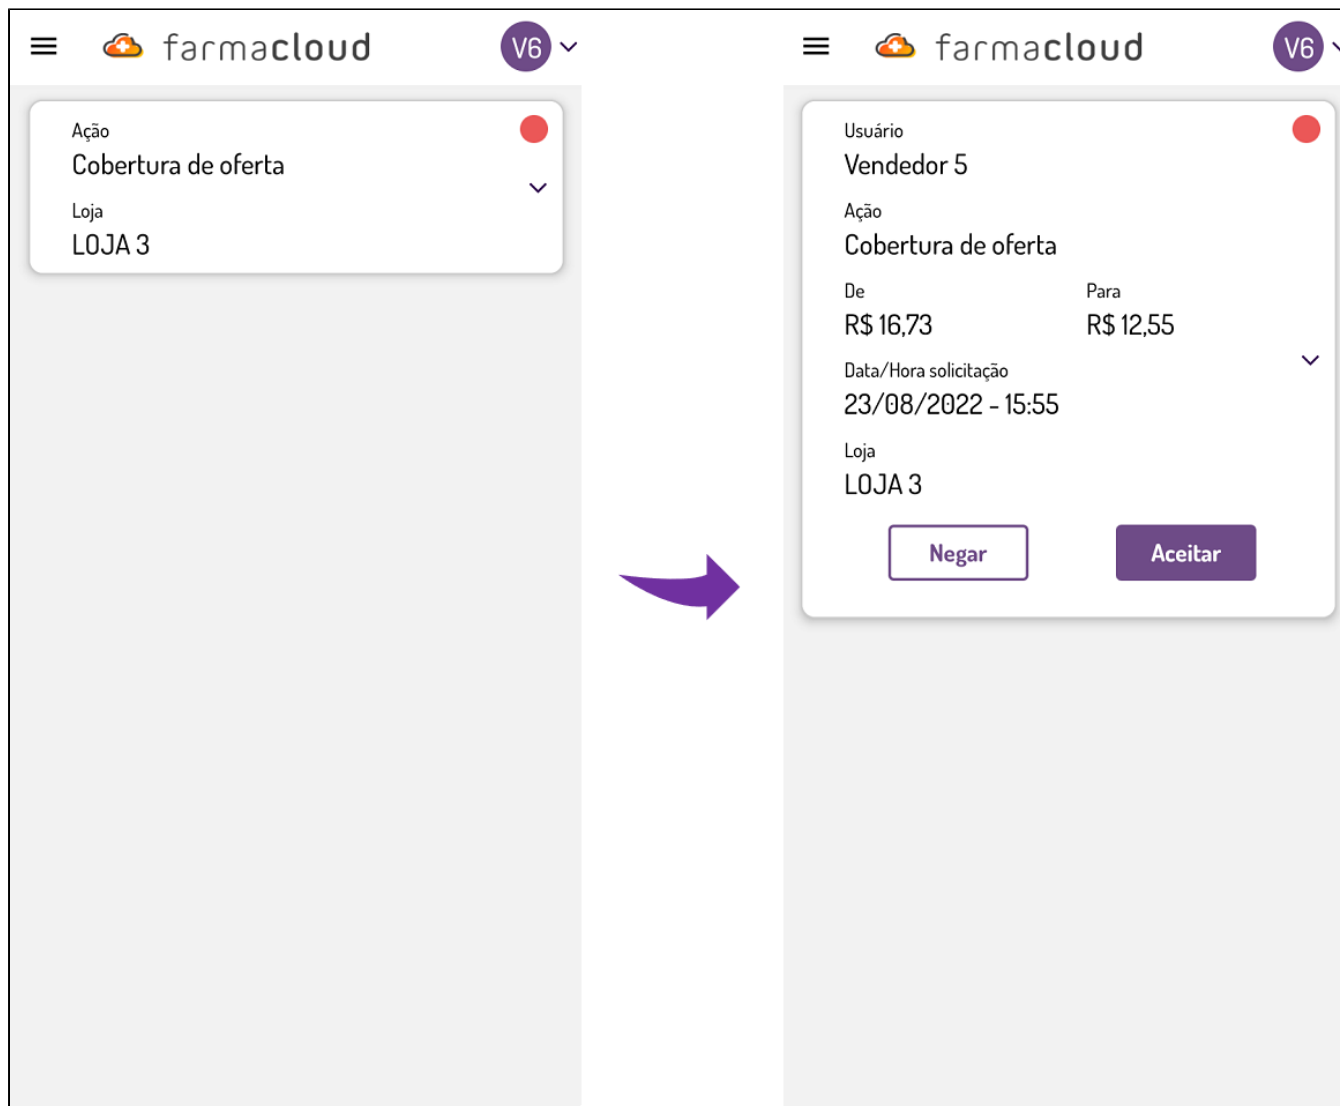 farmacloud
V6
Ação
Cobertura de oferta
Loja
LOJA 3
farmacloud
V6
Usuário
Vendedor 5
Ação
Cobertura de oferta
De Para
R$ 16,73 R$ 12,55
Data/Hora solicitação
23/08/2022 - 15:55
Loja
LOJA 3
Negar Aceitar